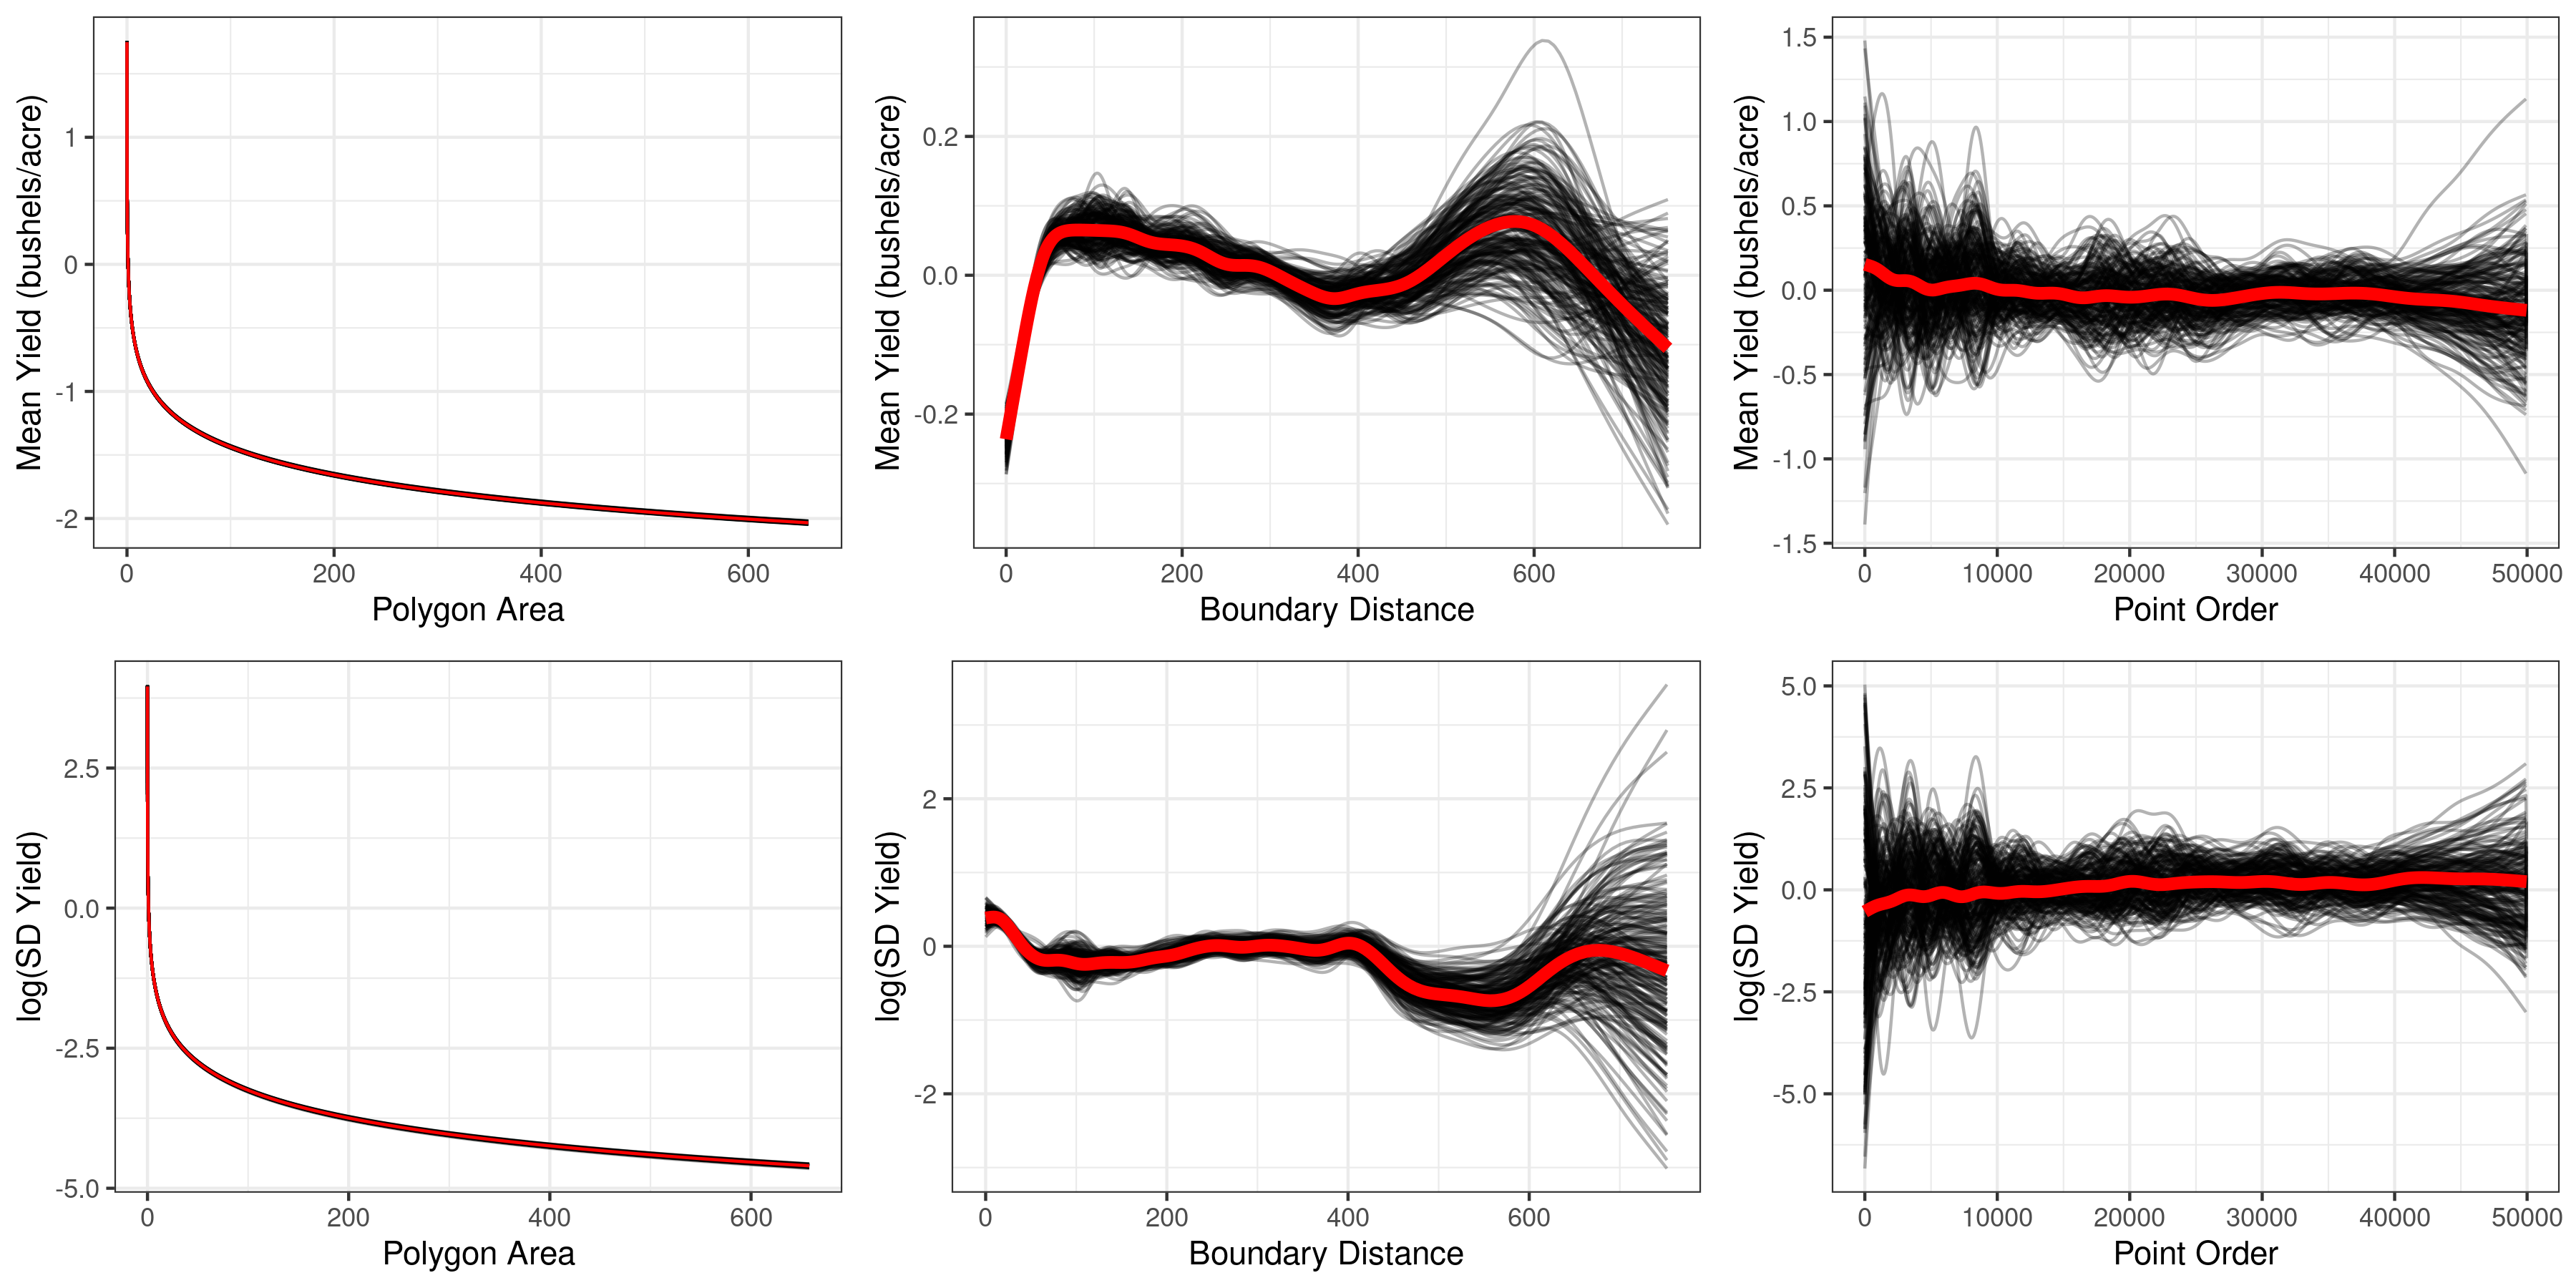 Mean Yield (bushels/acre)
1
0
-1
-2
0 200 400 600
Polygon Area
Mean Yield (bushels/acre)
0.2
0.0
-0.2
0 200 400 600
Boundary Distance
Mean Yield (bushels/acre)
1.5
1.0
0.5
0.0
-0.5
-1.0
-1.5
0 10000 20000 30000 40000 50000
Point Order
log(SD Yield)
2.5
0.0
-2.5
-5.0
0 200 400 600
Polygon Area
log(SD Yield)
2
0
-2
0 200 400 600
Boundary Distance
log(SD Yield)
5.0
2.5
0.0
-2.5
-5.0
0 10000 20000 30000 40000 50000
Point Order